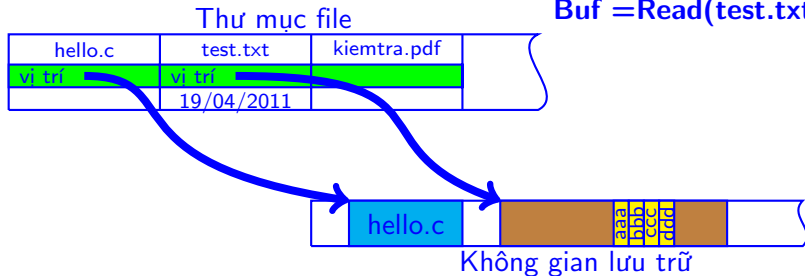 Buf =Read(test.txt
Thư mục file
hello.c test.txt kiemtra.pdf
vị trí vị trí
19/04/2011
aaa bbb ccc ddd
hello.c
Không gian lưu trữ